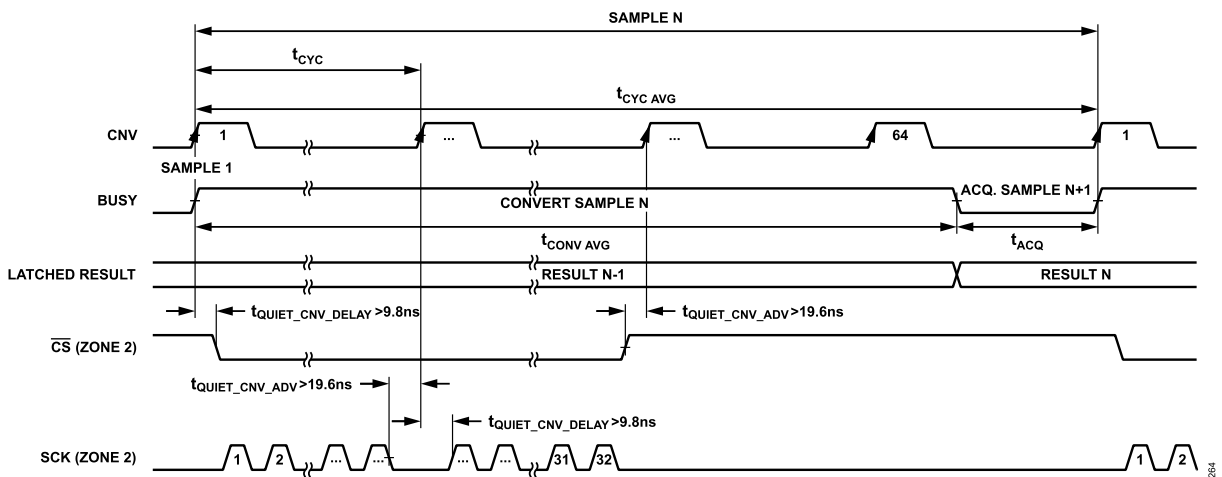 SAMPLE N
tCYC
tCYC AVG
CNV
1
...
...
64
1
SAMPLE 1
BUSY
CONVERT SAMPLE N
ACQ. SAMPLE N+1
tCONV AVG
tACQ
LATCHED RESULT
RESULT N-1
RESULT N
tQUIET_CNV_DELAY>9.8ns
tQUIET_CNV_ADV>19.6ns
CS (ZONE 2)
tQUIET_CNV_ADV>19.6ns
tQUIET_CNV_DELAY>9.8ns
SCK (ZONE 2)
1
2
...
...
...
...
31
32
1
2
264